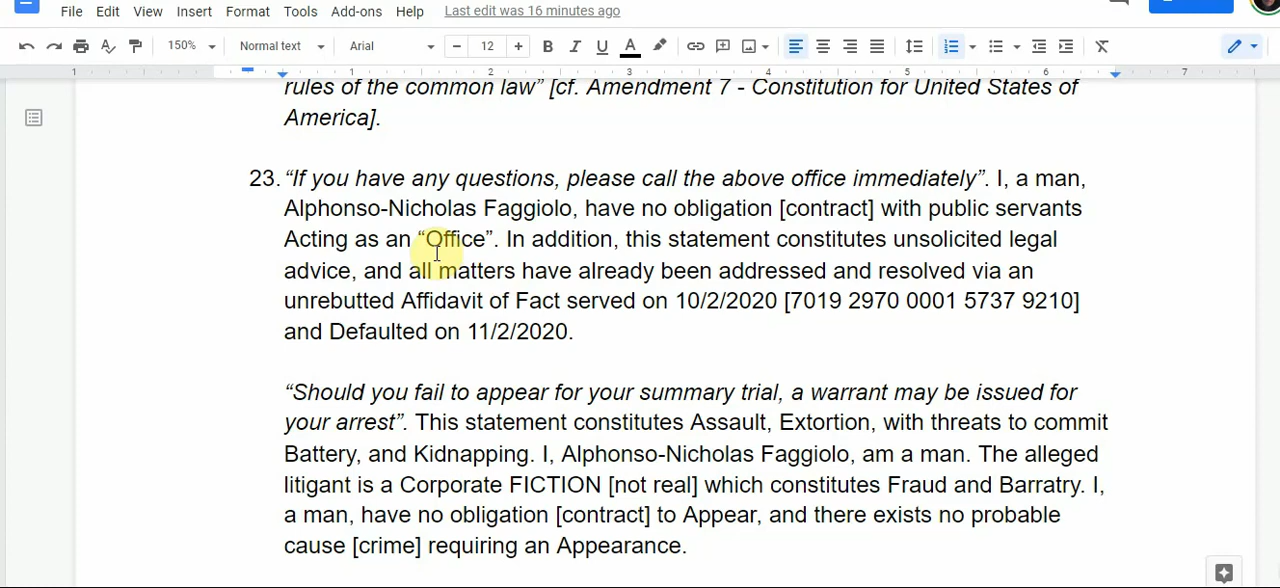 File Edit View Insert Format Tools Add-ons Help Last edit was 16 minutes ago
150% Normal text Arial − 12 + B I U A
1 1 2 3 4 5 6 7
rules of the common law” [cf. Amendment 7 - Constitution for United States of
America].
23. “If you have any questions, please call the above office immediately”. I, a man,
Alphonso-Nicholas Faggiolo, have no obligation [contract] with public servants
Acting as an “Office”. In addition, this statement constitutes unsolicited legal
advice, and all matters have already been addressed and resolved via an
unrebutted Affidavit of Fact served on 10/2/2020 [7019 2970 0001 5737 9210]
and Defaulted on 11/2/2020.
“Should you fail to appear for your summary trial, a warrant may be issued for
your arrest”. This statement constitutes Assault, Extortion, with threats to commit
Battery, and Kidnapping. I, Alphonso-Nicholas Faggiolo, am a man. The alleged
litigant is a Corporate FICTION [not real] which constitutes Fraud and Barratry. I,
a man, have no obligation [contract] to Appear, and there exists no probable
cause [crime] requiring an Appearance.